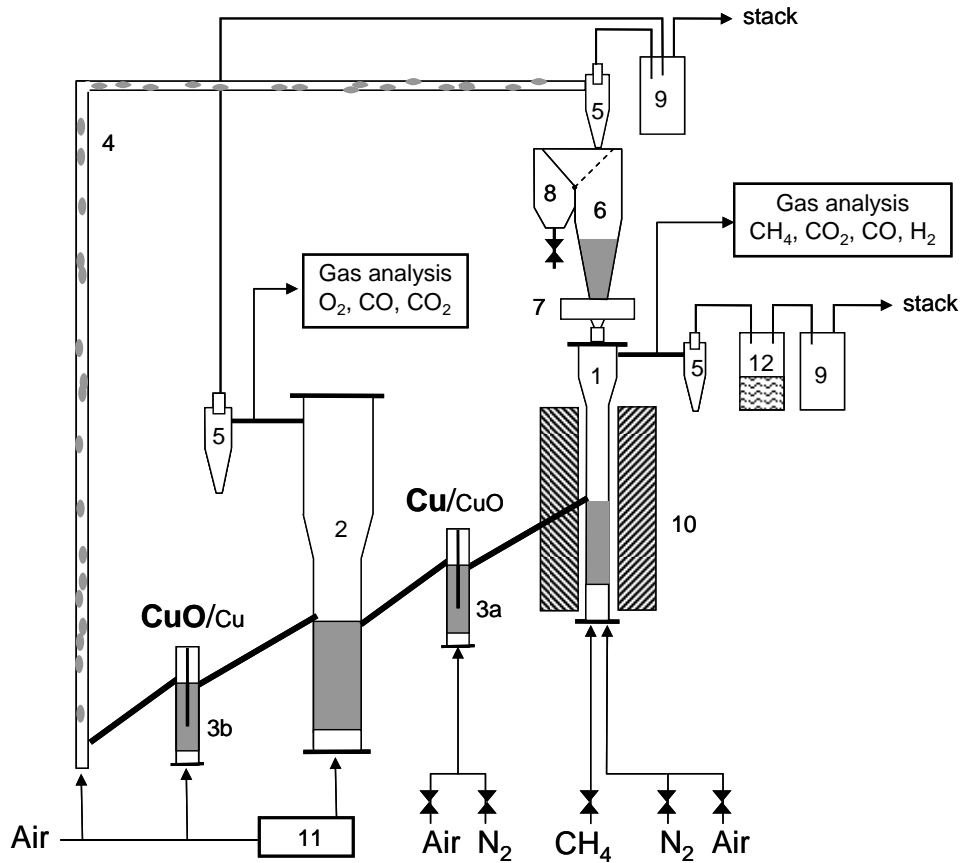 stack
9
5
4
8
6
Gas analysis
CH₄, CO₂, CO, H₂
Gas analysis
O₂, CO, CO₂
7
stack
1
5
12
9
5
Cu/CuO
2
10
3a
CuO/Cu
3b
Air
11
Air
N₂
CH₄
N₂
Air